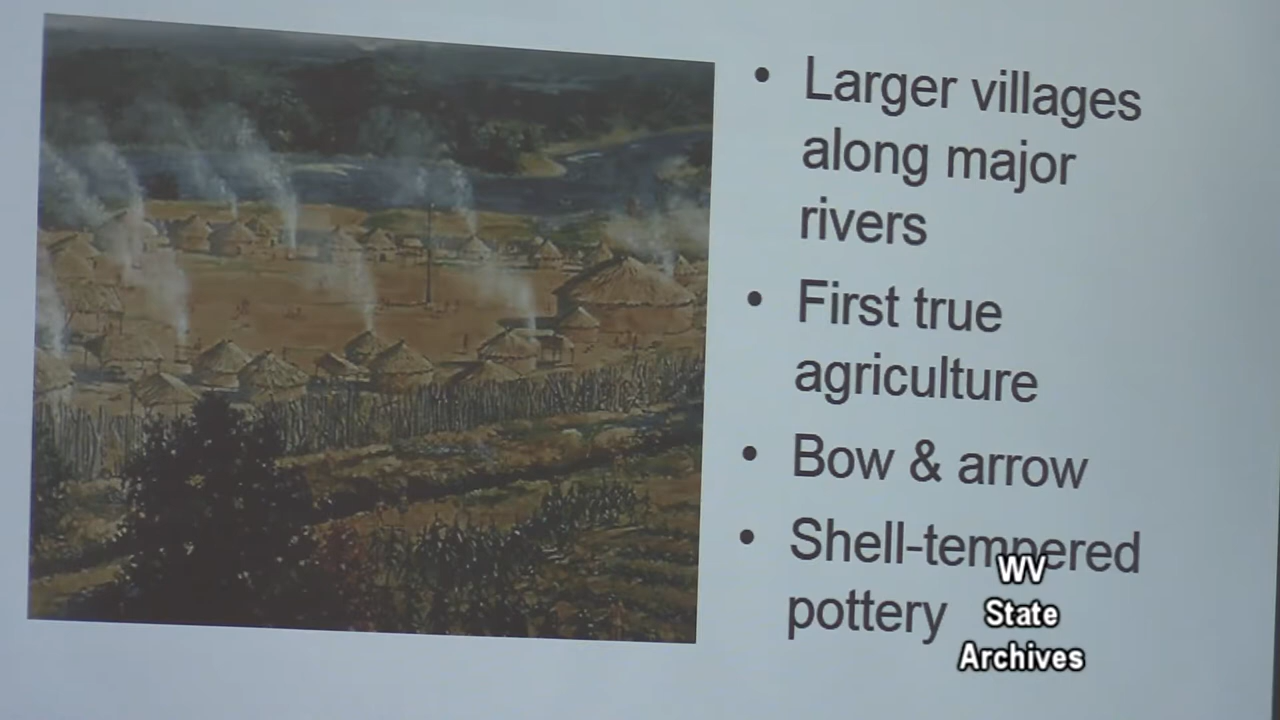 • Larger villages
along major
rivers
• First true
agriculture
• Bow & arrow
• Shell-tempered
pottery
WV
State
Archives